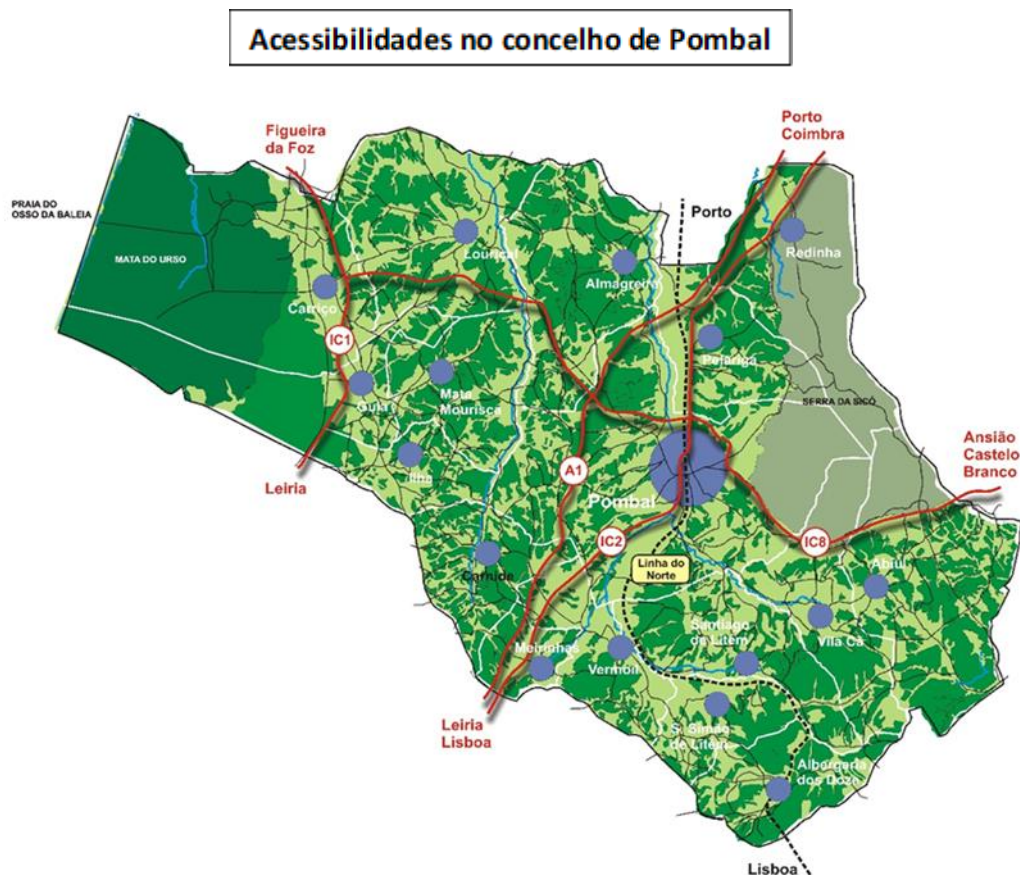 Acessibilidades no concelho de Pombal
Figueira
da Foz
Porto
Coimbra
PRAIA DO
OSSO DA BALEIA
Porto
Redinha
Louriçal
MATA DO URSO
Almagreira
Carriço
IC1
Pelariga
Guia
Mata
Mourisca
SERRA DA SICÓ
Ansião
Castelo
Branco
Ilha
Leiria
A1
Pombal
IC2
IC8
Linha do
Norte
Carnide
Abiul
Santiago
de Litém
Vila Cã
Meirinhas
Vermoil
Leiria
Lisboa
S. Simão
de Litém
Albergaria
dos Doze
Lisboa